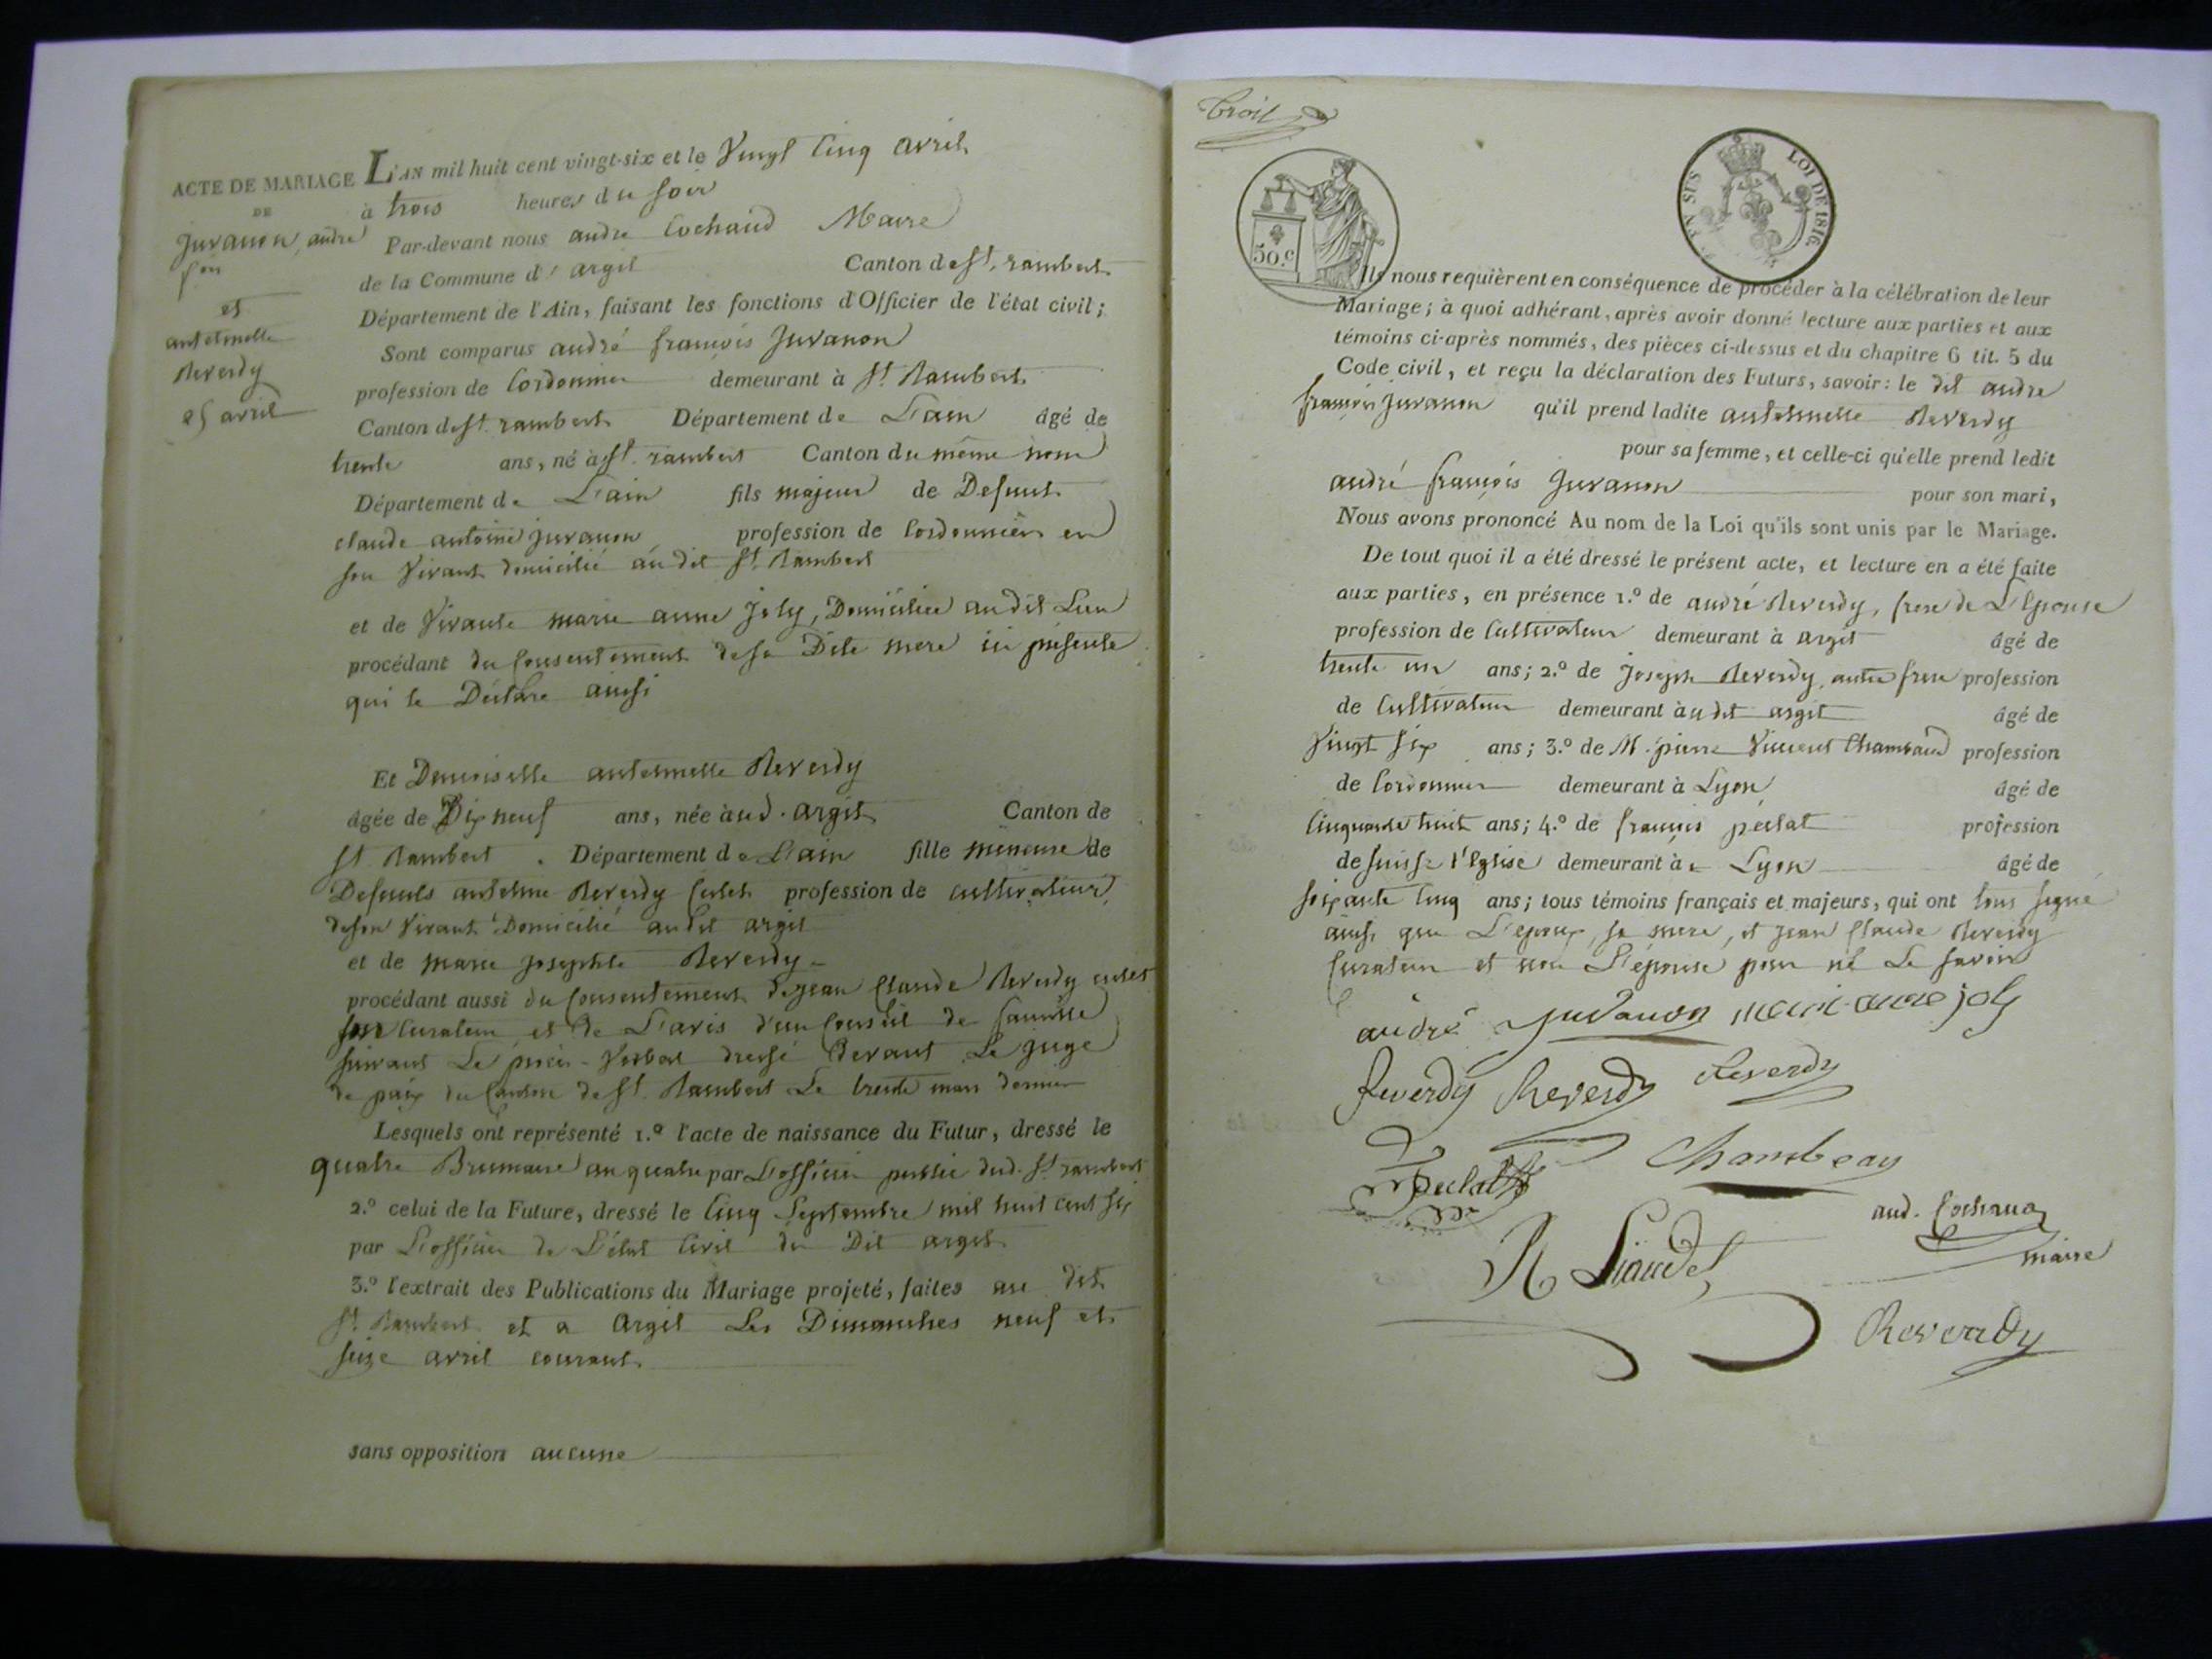 ACTE DE MARIAGE
DE
Juvanon, andré
fois
et
anthelmette
Reverdy
25 avril
L'AN mil huit cent vingt-six et le Vingt Cinq avril
à trois heures du soir
Par-devant nous andre Cochaud Maire
de la Commune d' argit Canton de St. rambert
Département de l'Ain, faisant les fonctions d'Officier de l'état civil;
Sont comparus andré françois Juvanon
profession de Cordonnier demeurant à St Rambert
Canton de St. rambert Département de L'ain âgé de
trente ans, né à St. rambert Canton du même nom
Département de L'ain fils majeur de Defunt
claude antoine juvanon profession de Cordonnier en
son Vivant domicilié au dit St. Rambert
et de Vivante marie anne Joly, Domiciliée au dit Lieu
procédant du Consentement de sa Dite mere ici présente
qui le Déclare ainsi
Et Demoiselle anthelmette Reverdy
âgée de Dix neuf ans, née à ud. argit Canton de
St Rambert. Département de L'ain fille mineure de
Defunts anthelme Reverdy profession de cultivateur
de son Vivant Domicilié au dit argit
et de marie Josephte Reverdy
procédant aussi du Consentement de jean Claude Reverdy
son Curateur et de L'avis d'un Conseil de famille
suivant Le procès-Verbal dressé Devant Le juge
de paix du Canton de St. Rambert Le trente mars dernier
Lesquels ont représenté 1.º l'acte de naissance du Futur, dressé le
quatre Brumaire an quatre par L'officier public dud. St rambert
2.º celui de la Future, dressé le Cinq Septembre mil huit cent six
par L'officier de L'état Civil du Dit argit
3.º l'extrait des Publications du Mariage projeté, faites au dit
St. Rambert et a Argit Les Dimanches neuf et
seize avril courant
sans opposition aucune
50.C
LOI DE 1816.
Ils nous requièrent en conséquence de procéder à la célébration de leur
Mariage; à quoi adhérant, après avoir donné lecture aux parties et aux
témoins ci-après nommés, des pièces ci-dessus et du chapitre 6 tit. 5 du
Code civil, et reçu la déclaration des Futurs, savoir: le dit andre
françois Juvanon qu'il prend ladite anthelmette Reverdy
pour sa femme, et celle-ci qu'elle prend ledit
andré françois Juvanon pour son mari,
Nous avons prononcé Au nom de la Loi qu'ils sont unis par le Mariage.
De tout quoi il a été dressé le présent acte, et lecture en a été faite
aux parties, en présence 1.º de andré Reverdy, frere de L'Epouse
profession de Cultivateur demeurant à argit âgé de
trente un ans; 2.º de Joseph Reverdy, autre frere profession
de Cultivateur demeurant à u dit argit âgé de
Vingt six ans; 3.º de M. pierre Vincent Chambaud profession
de Cordonnier demeurant à Lyon âgé de
Cinquante huit ans; 4.º de françois péclat profession
de suisse d'Eglise demeurant à Lyon âgé de
soixante Cinq ans; tous témoins français et majeurs, qui ont tous signé
ainsi que L'epoux, sa mere, et jean Claude Reverdy
Curateur et non L'épouse pour ne Le savoir
andré Juvanon marie anne joly
Reverdy Reverdy Reverdy
Peclat Chambeau
aud. Cochaud
maire
Liaudet
Reverdy